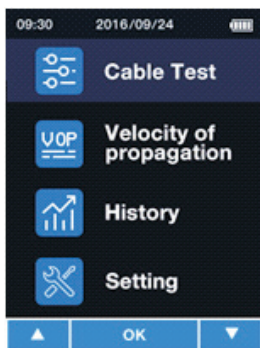 09:30 2016/09/24
Cable Test
VOP
Velocity of
propagation
History
Setting
OK